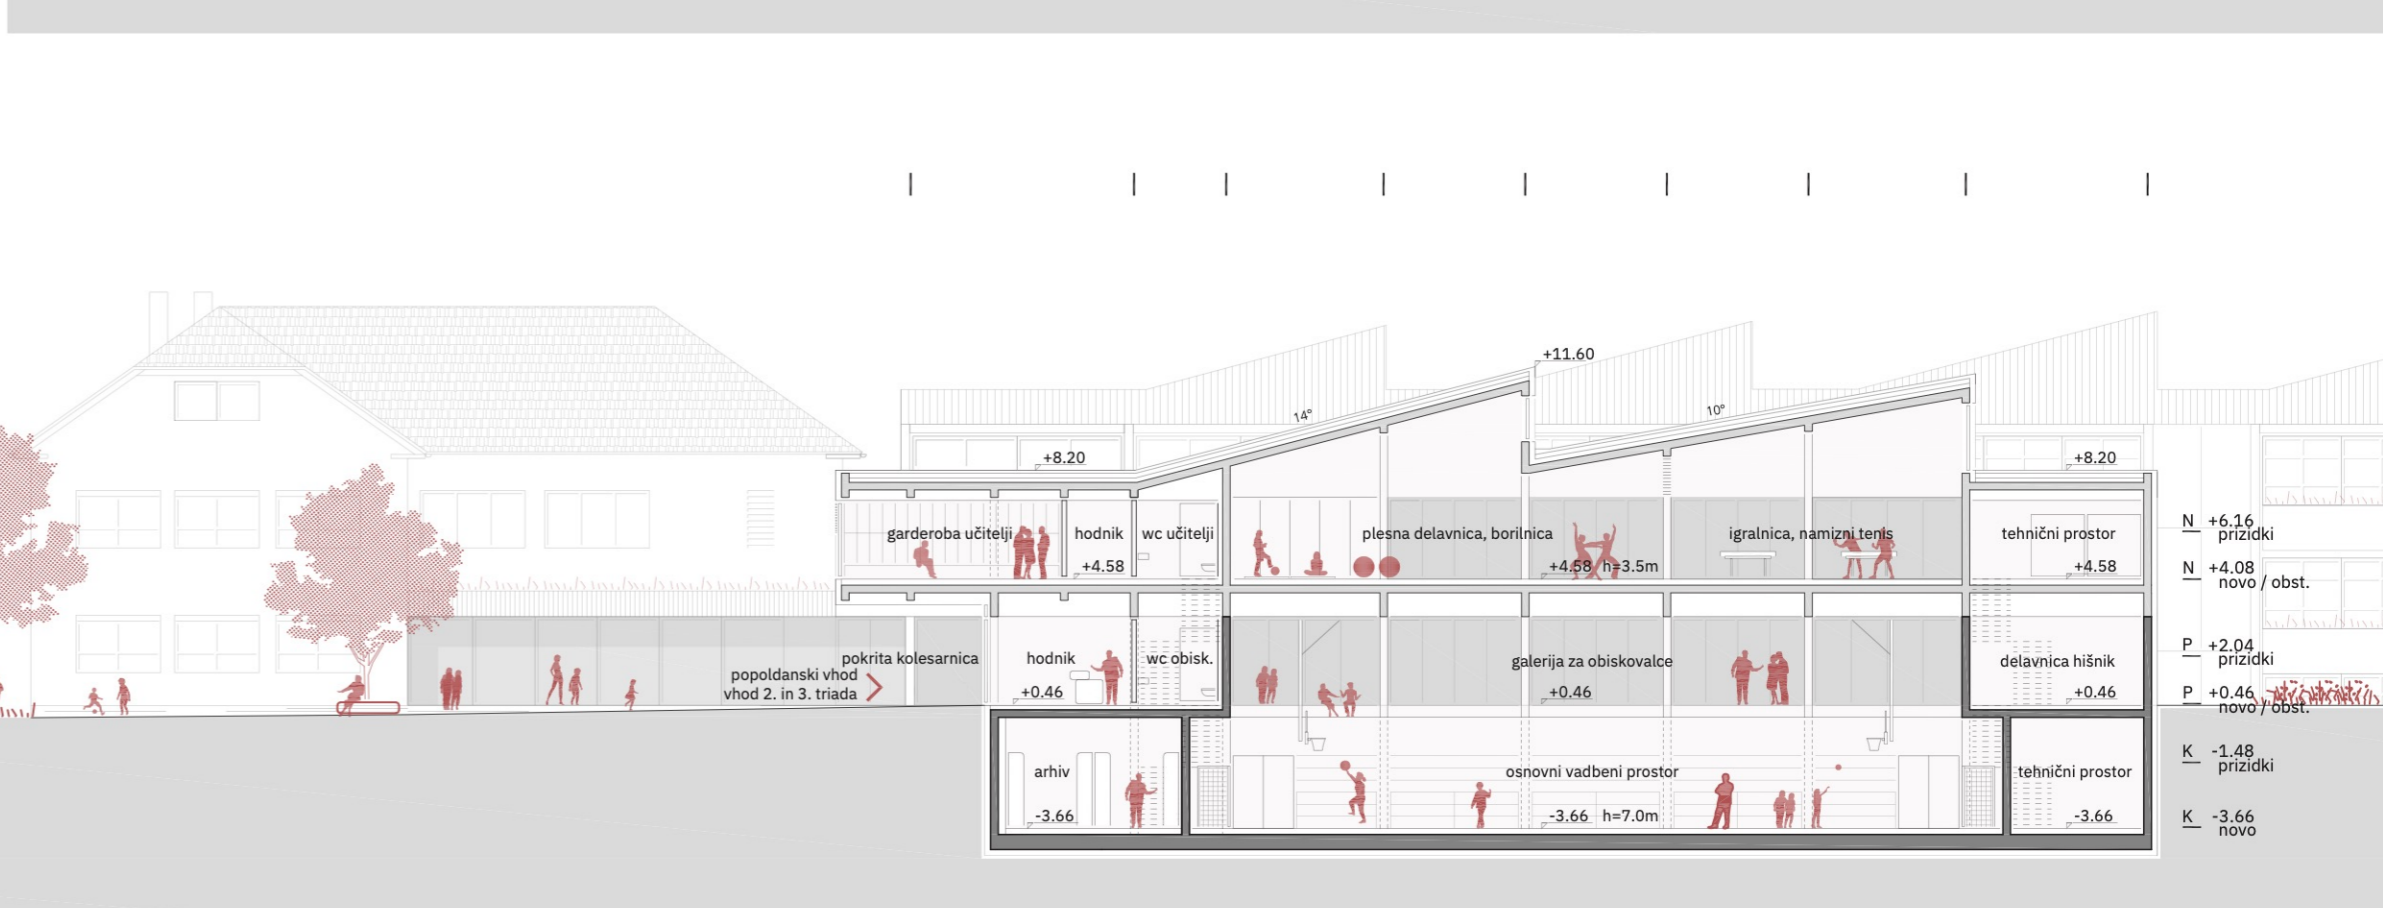 +11.60
14°
10°
+8.20
+8.20
garderoba učitelji
hodnik
wc učitelji
plesna delavnica, borilnica
igralnica, namizni tenis
tehnični prostor
+4.58
+4.58 h=3.5m
+4.58
N +6.16
prizidki
N +4.08
novo / obst.
pokrita kolesarnica
popoldanski vhod
vhod 2. in 3. triada
hodnik
wc obisk.
galerija za obiskovalce
delavnica hišnik
+0.46
+0.46
+0.46
P +2.04
prizidki
P +0.46
novo / obst.
arhiv
osnovni vadbeni prostor
tehnični prostor
-3.66
-3.66 h=7.0m
-3.66
K -1.48
prizidki
K -3.66
novo